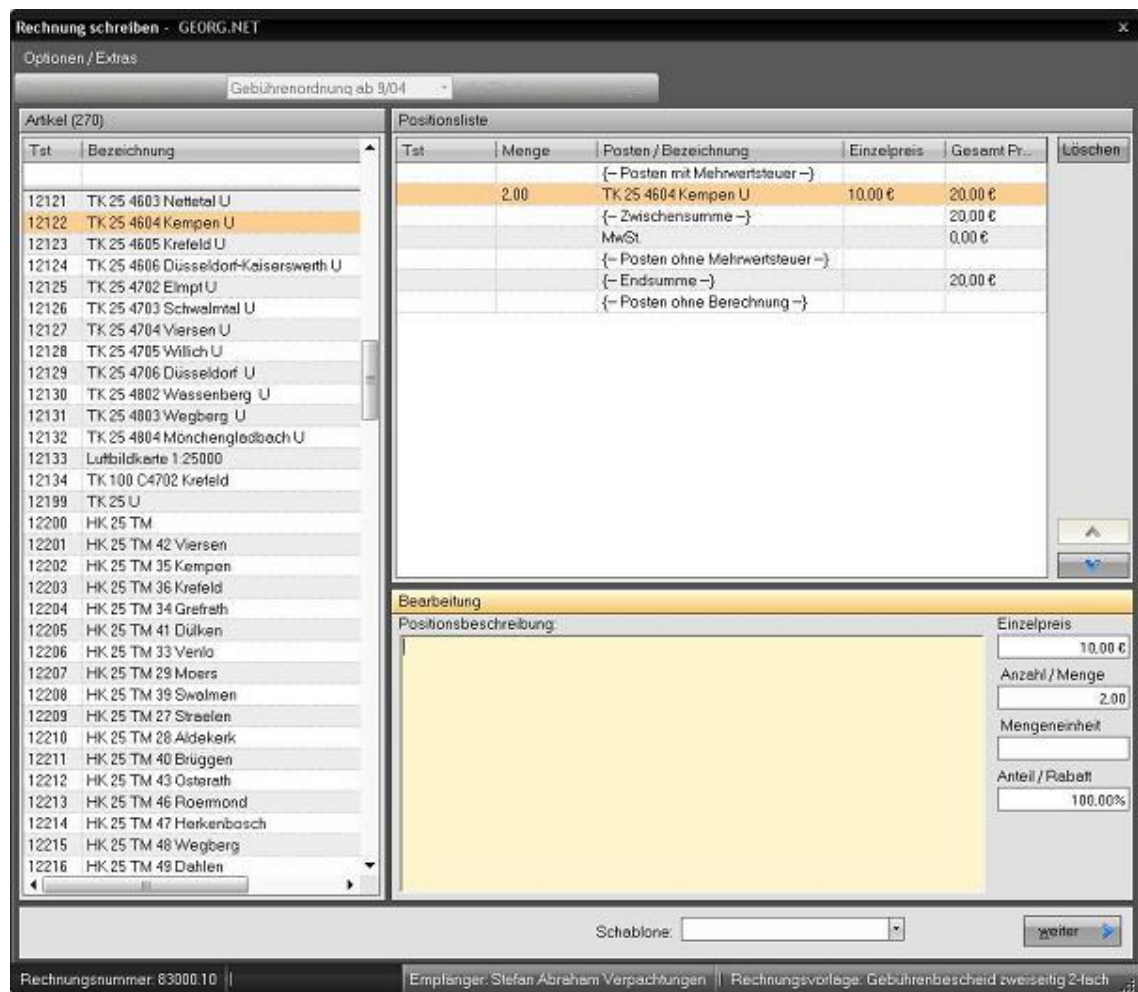 Rechnung schreiben - GEORG.NET
Optionen / Extras
Gebührenordnung ab 9/04
Artikel (270)
Tst Bezeichnung
12121 TK 25 4603 Nettetal U
12122 TK 25 4604 Kempen U
12123 TK 25 4605 Krefeld U
12124 TK 25 4606 Düsseldorf-Kaiserswerth U
12125 TK 25 4702 Elmpt U
12126 TK 25 4703 Schwalmtal U
12127 TK 25 4704 Viersen U
12128 TK 25 4705 Willich U
12129 TK 25 4706 Düsseldorf U
12130 TK 25 4802 Wassenberg U
12131 TK 25 4803 Wegberg U
12132 TK 25 4804 Mönchengladbach U
12133 Luftbildkarte 1:25000
12134 TK 100 C4702 Krefeld
12199 TK 25 U
12200 HK 25 TM
12201 HK 25 TM 42 Viersen
12202 HK 25 TM 35 Kempen
12203 HK 25 TM 36 Krefeld
12204 HK 25 TM 34 Grefrath
12205 HK 25 TM 41 Dülken
12206 HK 25 TM 33 Venlo
12207 HK 25 TM 29 Moers
12208 HK 25 TM 39 Swalmen
12209 HK 25 TM 27 Straelen
12210 HK 25 TM 28 Aldekerk
12211 HK 25 TM 40 Brüggen
12212 HK 25 TM 43 Osterath
12213 HK 25 TM 46 Roermond
12214 HK 25 TM 47 Herkenbosch
12215 HK 25 TM 48 Wegberg
12216 HK 25 TM 49 Dahlen
Positionsliste
Tst Menge Posten / Bezeichnung Einzelpreis Gesamt Pr...
{-- Posten mit Mehrwertsteuer --}
2.00 TK 25 4604 Kempen U 10,00 € 20,00 €
{-- Zwischensumme --} 20,00 €
MwSt. 0,00 €
{-- Posten ohne Mehrwertsteuer --}
{-- Endsumme --} 20,00 €
{-- Posten ohne Berechnung --}
Löschen
Bearbeitung
Positionsbeschreibung:
Einzelpreis
10,00 €
Anzahl / Menge
2.00
Mengeneinheit
Anteil / Rabatt
100.00%
Schablone:
weiter
Rechnungsnummer: 83000.10
Empfänger: Stefan Abraham Verpachtungen
Rechnungsvorlage: Gebührenbescheid zweiseitig 2-fach